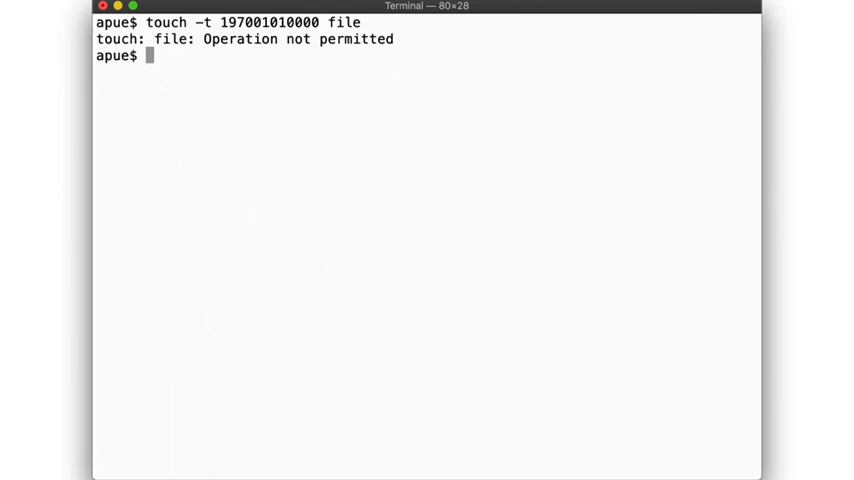 Terminal — 80×28
apue$ touch -t 197001010000 file
touch: file: Operation not permitted
apue$